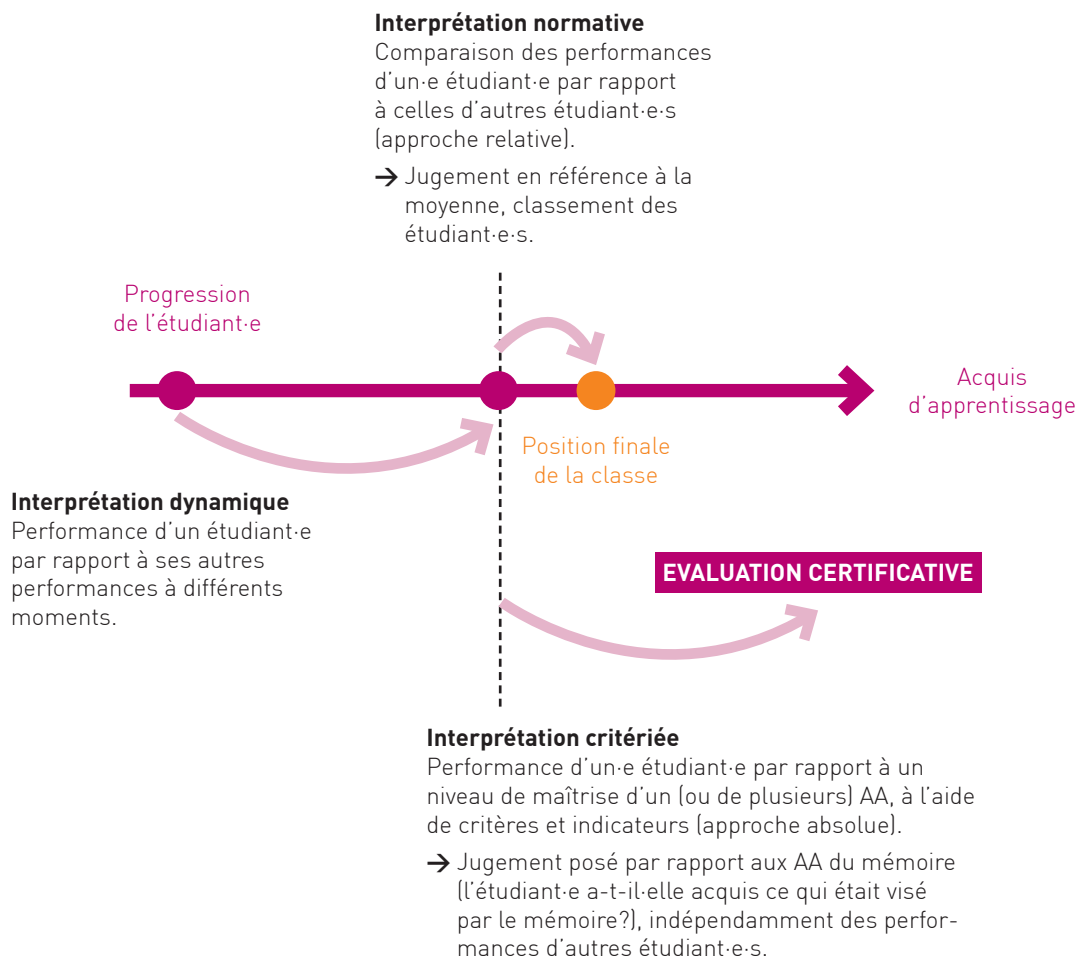 Interprétation normative
Comparaison des performances
d'un·e étudiant·e par rapport
à celles d'autres étudiant·e·s
(approche relative).
→ Jugement en référence à la
moyenne, classement des
étudiant·e·s.
Progression
de l'étudiant·e
Acquis
d'apprentissage
Position finale
de la classe
Interprétation dynamique
Performance d'un étudiant·e
par rapport à ses autres
performances à différents
moments.
EVALUATION CERTIFICATIVE
Interprétation critériée
Performance d'un·e étudiant·e par rapport à un
niveau de maîtrise d'un (ou de plusieurs) AA, à l'aide
de critères et indicateurs (approche absolue).
→ Jugement posé par rapport aux AA du mémoire
(l'étudiant·e a-t-il·elle acquis ce qui était visé
par le mémoire?), indépendamment des perfor-
mances d'autres étudiant·e·s.